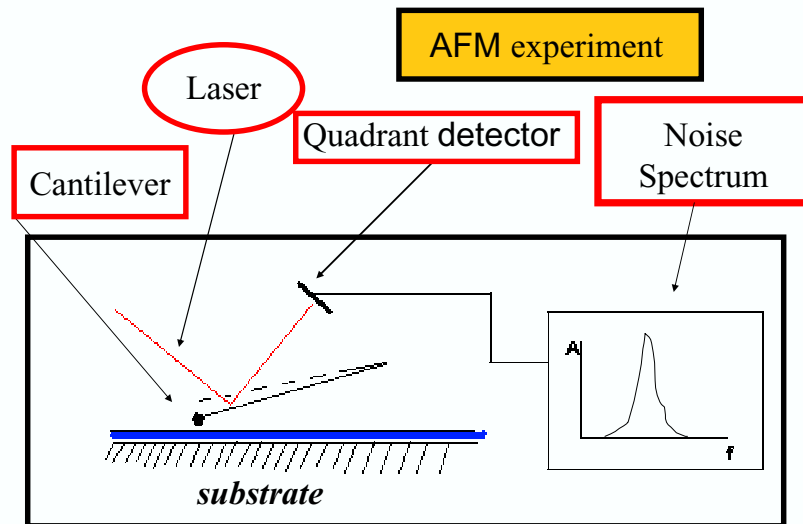 AFM experiment
Laser
Quadrant detector
Noise
Spectrum
Cantilever
A
f
substrate